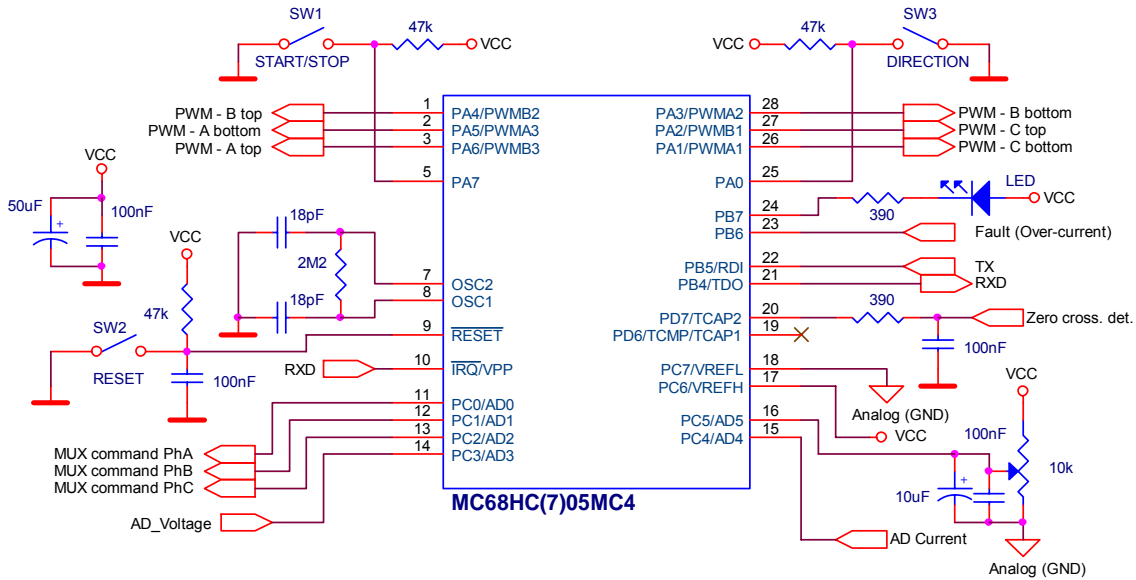 SW1
47k
VCC
START/STOP
VCC
47k
SW3
DIRECTION
PWM - B top
PWM - A bottom
PWM - A top
1
2
3
5
PA4/PWMB2
PA5/PWMA3
PA6/PWMB3
PA7
PA3/PWMA2
PA2/PWMB1
PA1/PWMA1
PA0
28
27
26
25
PWM - B bottom
PWM - C top
PWM - C bottom
VCC
50uF
+
100nF
18pF
2M2
18pF
7
8
OSC2
OSC1
PB7
PB6
24
23
390
LED
VCC
Fault (Over-current)
PB5/RDI
PB4/TDO
22
21
TX
RXD
VCC
47k
SW2
RESET
100nF
9
RESET
PD7/TCAP2
PD6/TCMP/TCAP1
20
19
390
100nF
Zero cross. det.
RXD
10
IRQ/VPP
PC7/VREFL
PC6/VREFH
18
17
Analog (GND)
VCC
MUX command PhA
MUX command PhB
MUX command PhC
AD_Voltage
11
12
13
14
PC0/AD0
PC1/AD1
PC2/AD2
PC3/AD3
PC5/AD5
PC4/AD4
16
15
VCC
100nF
10k
10uF
+
AD Current
Analog (GND)
MC68HC(7)05MC4